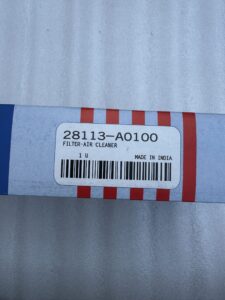 28113-A0100
FILTER-AIR CLEANER
1 U MADE IN INDIA